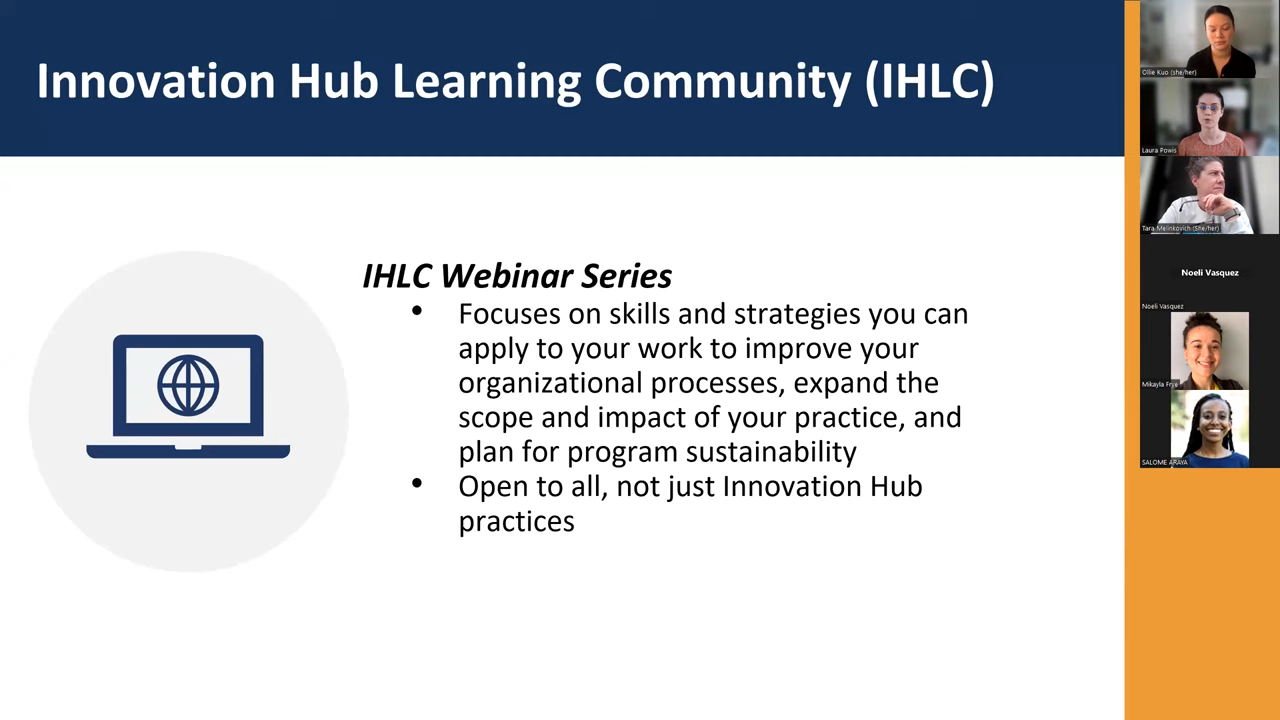 Innovation Hub Learning Community (IHLC)
IHLC Webinar Series
• Focuses on skills and strategies you can
apply to your work to improve your
organizational processes, expand the
scope and impact of your practice, and
plan for program sustainability
• Open to all, not just Innovation Hub
practices
Ollie Kuo (she/her)
Laura Powis
Tara Melinkovich (She/her)
Noeli Vasquez
Noeli Vasquez
Mikayla Frye
SALOME ARAYA